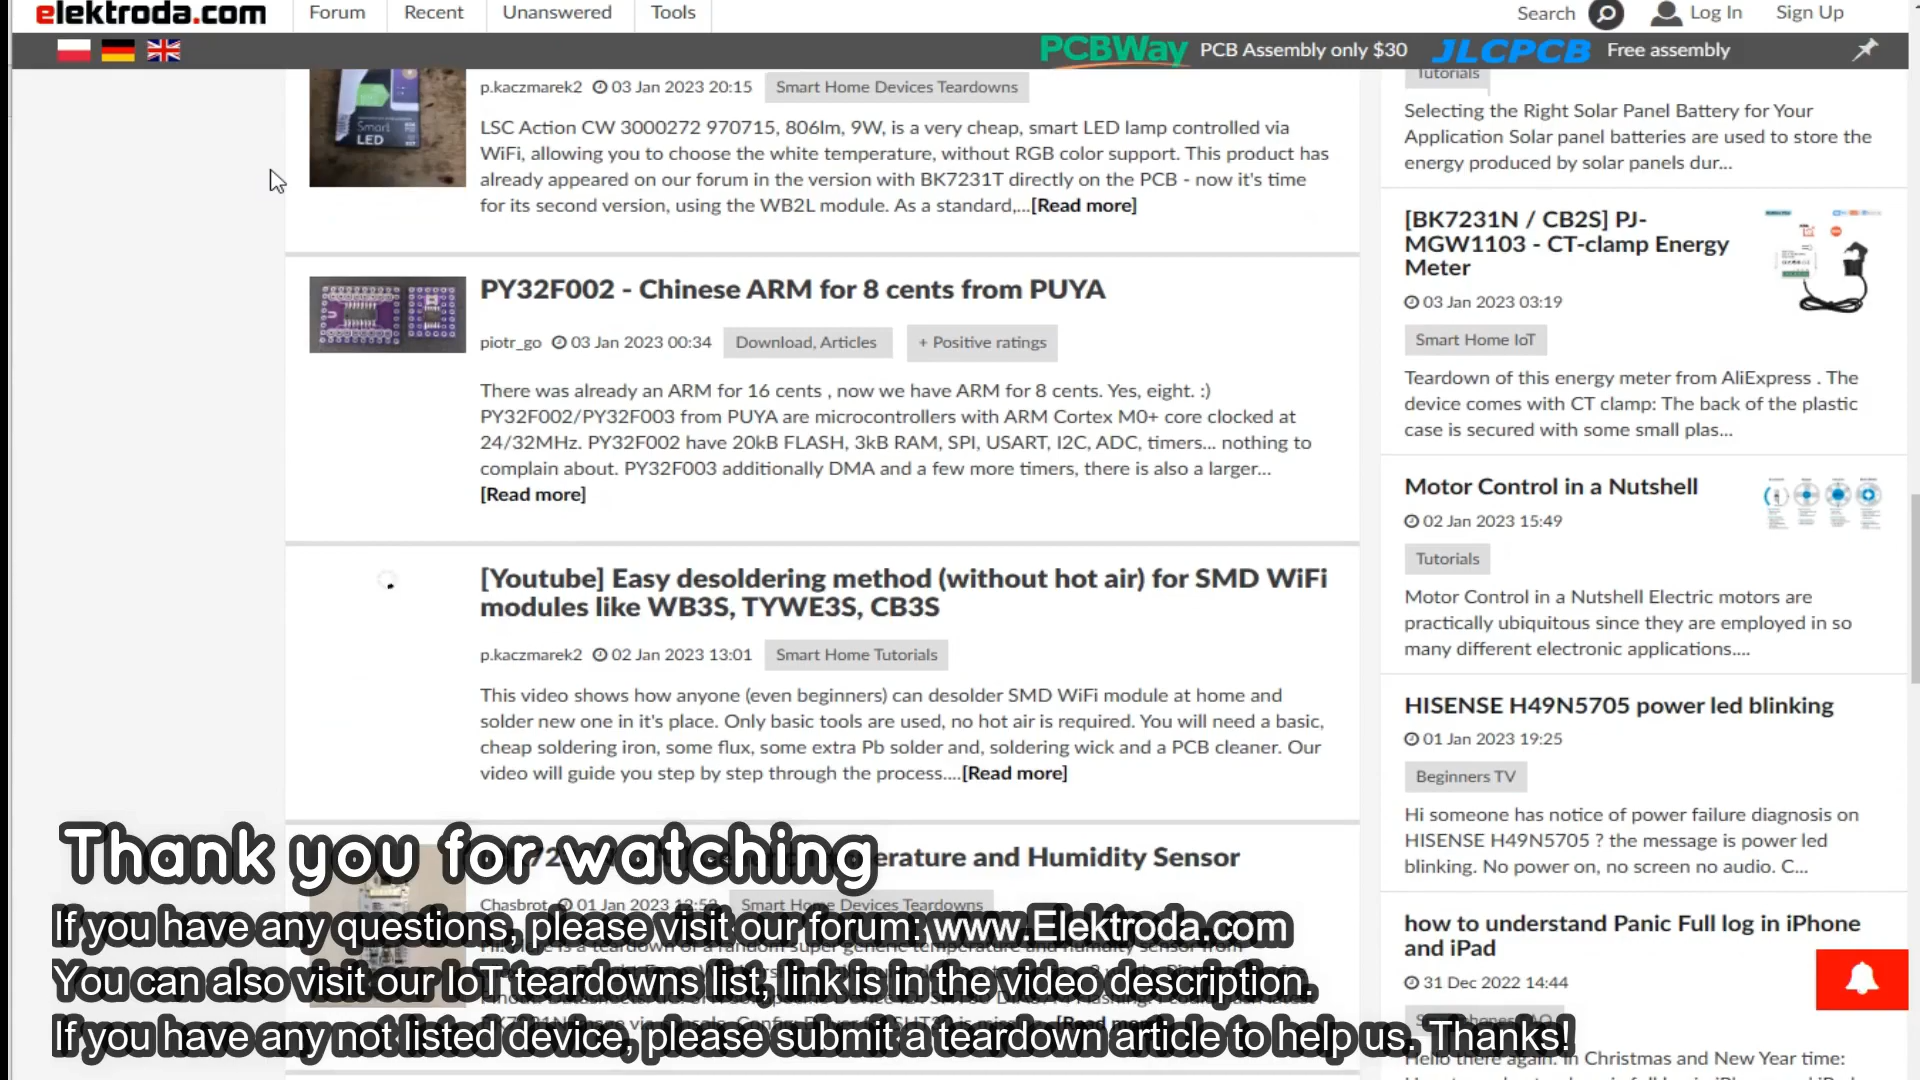 elektroda.com
Forum Recent Unanswered Tools
Search Log In Sign Up
PCBWay PCB Assembly only $30 JLCPCB Free assembly
Smart LED
p.kaczmarek2 03 Jan 2023 20:15 Smart Home Devices Teardowns
LSC Action CW 3000272 970715, 806lm, 9W, is a very cheap, smart LED lamp controlled via
WiFi, allowing you to choose the white temperature, without RGB color support. This product has
already appeared on our forum in the version with BK7231T directly on the PCB - now it's time
for its second version, using the WB2L module. As a standard,...[Read more]
PY32F002 - Chinese ARM for 8 cents from PUYA
piotr_go 03 Jan 2023 00:34 Download, Articles + Positive ratings
There was already an ARM for 16 cents , now we have ARM for 8 cents. Yes, eight. :)
PY32F002/PY32F003 from PUYA are microcontrollers with ARM Cortex M0+ core clocked at
24/32MHz. PY32F002 have 20kB FLASH, 3kB RAM, SPI, USART, I2C, ADC, timers... nothing to
complain about. PY32F003 additionally DMA and a few more timers, there is also a larger...
[Read more]
[Youtube] Easy desoldering method (without hot air) for SMD WiFi
modules like WB3S, TYWE3S, CB3S
p.kaczmarek2 02 Jan 2023 13:01 Smart Home Tutorials
This video shows how anyone (even beginners) can desolder SMD WiFi module at home and
solder new one in it's place. Only basic tools are used, no hot air is required. You will need a basic,
cheap soldering iron, some flux, some extra Pb solder and, soldering wick and a PCB cleaner. Our
video will guide you step by step through the process....[Read more]
and Humidity Sensor
Chasbrot 01 Jan 2023 Smart Home Devices Teardowns
Tutorials
Selecting the Right Solar Panel Battery for Your
Application Solar panel batteries are used to store the
energy produced by solar panels dur...
[BK7231N / CB2S] PJ-
MGW1103 - CT-clamp Energy
Meter
03 Jan 2023 03:19
Smart Home IoT
Teardown of this energy meter from AliExpress . The
device comes with CT clamp: The back of the plastic
case is secured with some small plas...
Motor Control in a Nutshell
02 Jan 2023 15:49
Tutorials
Motor Control in a Nutshell Electric motors are
practically ubiquitous since they are employed in so
many different electronic applications....
HISENSE H49N5705 power led blinking
01 Jan 2023 19:25
Beginners TV
Hi someone has notice of power failure diagnosis on
HISENSE H49N5705 ? the message is power led
blinking. No power on, no screen no audio. C...
how to understand Panic Full log in iPhone
and iPad
31 Dec 2022 14:44
Hello there again. In Christmas and New Year time:
Thank you for watching
If you have any questions, please visit our forum: www.Elektroda.com
You can also visit our IoT teardowns list, link is in the video description.
If you have any not listed device, please submit a teardown article to help us. Thanks!